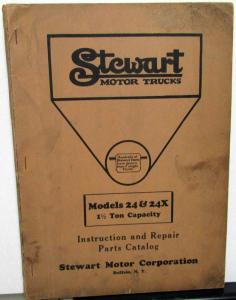 Stewart
MOTOR TRUCKS
Models 24 & 24X
1½ Ton Capacity
Instruction and Repair
Parts Catalog
Stewart Motor Corporation
Buffalo, N. Y.